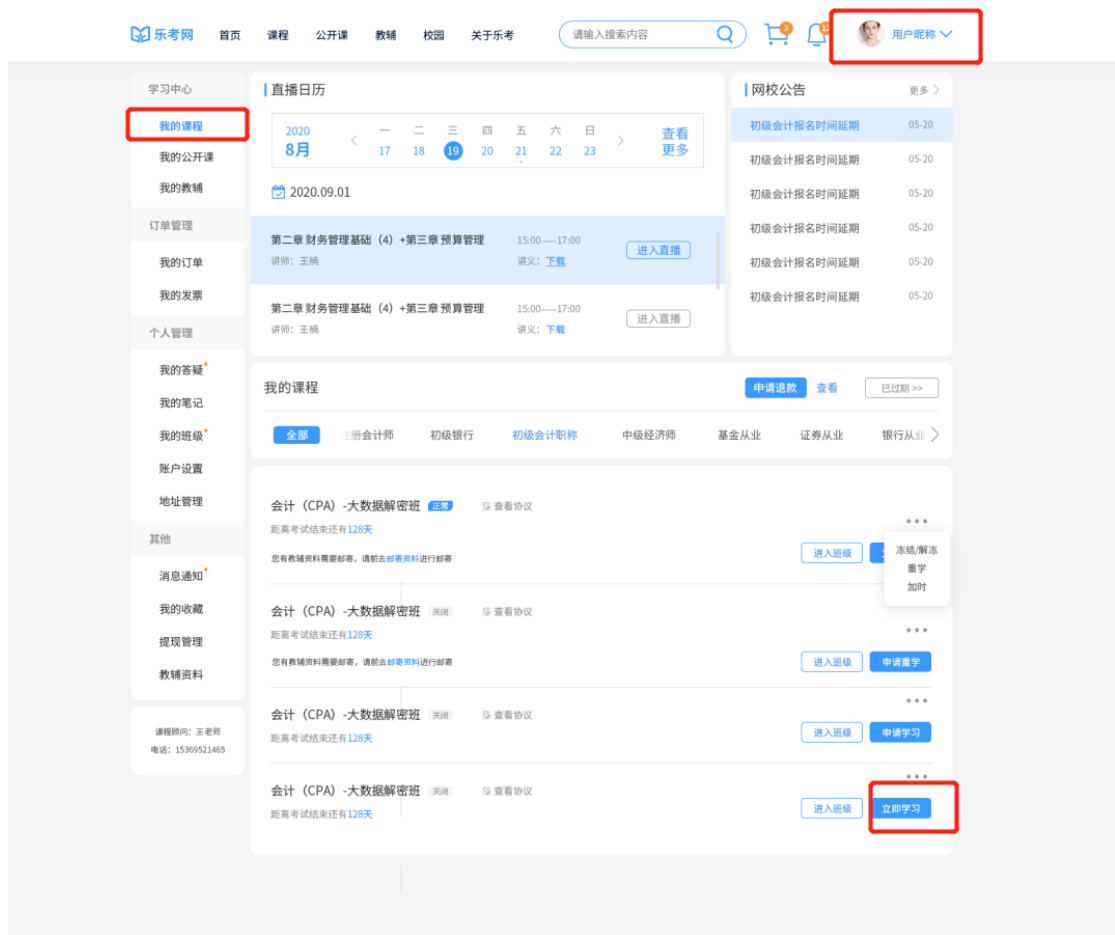 乐考网 首页 课程 公开课 教辅 校园 关于乐考 请输入搜索内容 3 用户昵称
学习中心
我的课程
我的公开课
我的教辅
订单管理
我的订单
我的发票
个人管理
我的答疑
我的笔记
我的班级
账户设置
地址管理
其他
消息通知
我的收藏
提现管理
教辅资料
课程顾问：王老师
电话：15369521465
直播日历
2020
8月
一 二 三 四 五 六 日
17 18 19 20 21 22 23
查看
更多
2020.09.01
第二章 财务管理基础（4）+第三章 预算管理 15:00——17:00 进入直播
讲师：王楠 讲义：下载
第二章 财务管理基础（4）+第三章 预算管理 15:00——17:00 进入直播
讲师：王楠 讲义：下载
网校公告 更多
初级会计报名时间延期 05-20
初级会计报名时间延期 05-20
初级会计报名时间延期 05-20
初级会计报名时间延期 05-20
初级会计报名时间延期 05-20
初级会计报名时间延期 05-20
我的课程 申请退款 查看 已过期 >>
全部 册会计师 初级银行 初级会计职称 中级经济师 基金从业 证券从业 银行从业
会计（CPA）-大数据解密班 正常 查看协议
距离考试结束还有128天
您有教辅资料需要邮寄，请前去邮寄资料进行邮寄 进入班级
冻结/解冻
重学
加时
会计（CPA）-大数据解密班 关闭 查看协议
距离考试结束还有128天
您有教辅资料需要邮寄，请前去邮寄资料进行邮寄 进入班级 申请重学
会计（CPA）-大数据解密班 关闭 查看协议
距离考试结束还有128天 进入班级 申请学习
会计（CPA）-大数据解密班 关闭 查看协议
距离考试结束还有128天 进入班级 立即学习